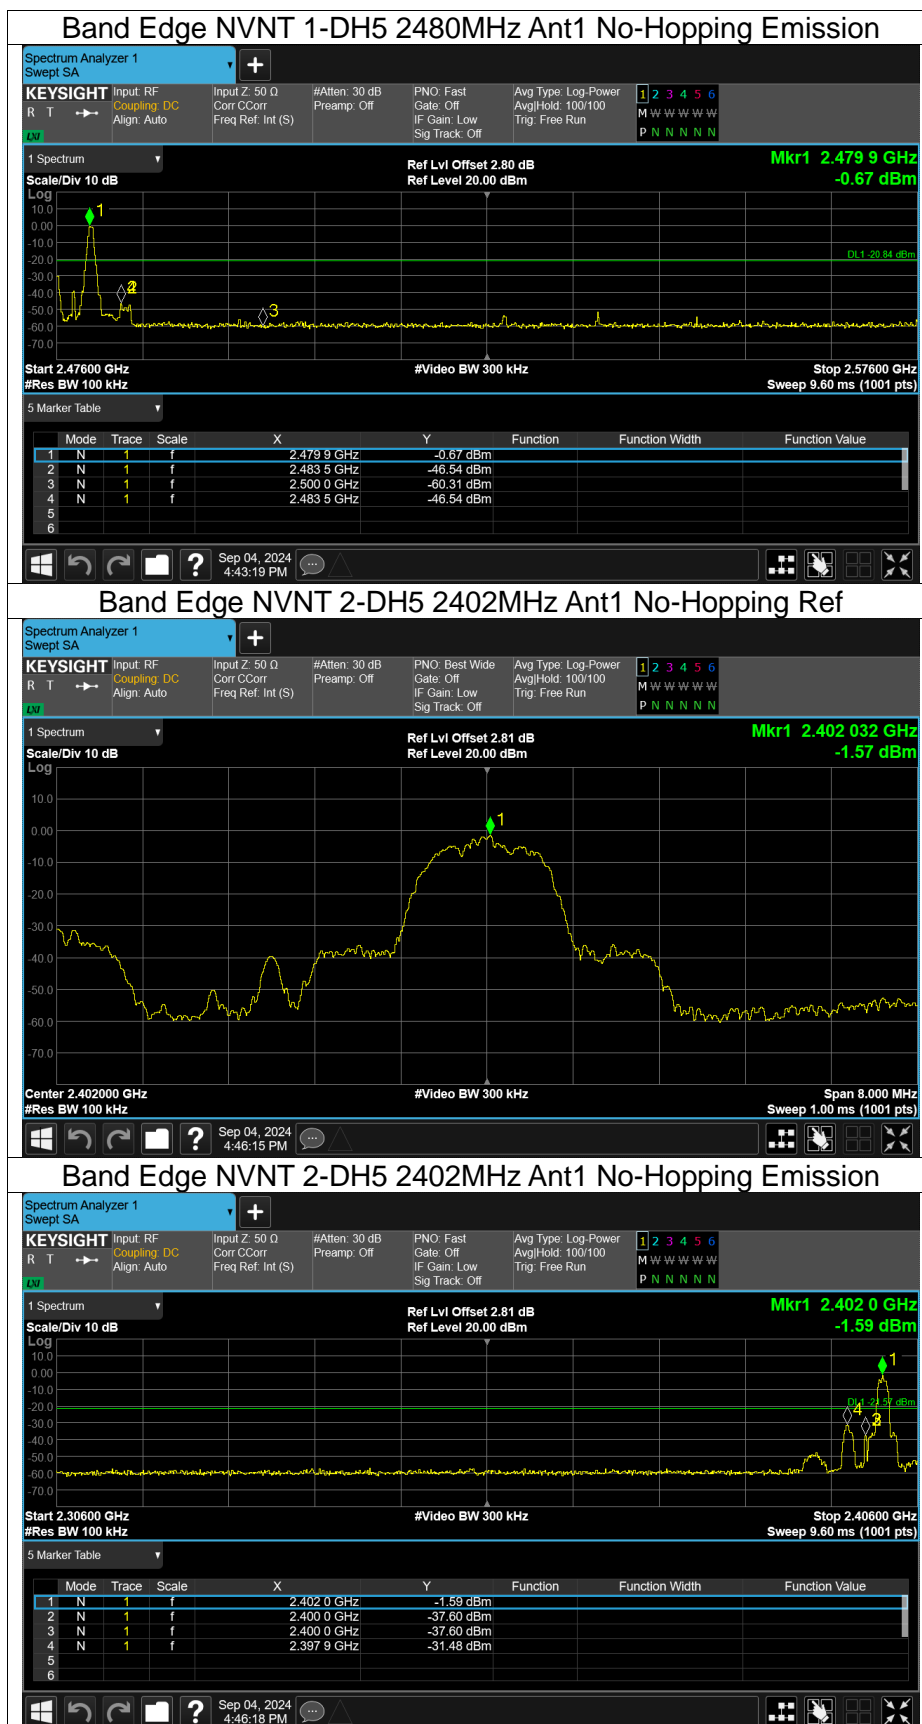 Band Edge NVNT 1-DH5 2480MHz Ant1 No-Hopping Emission
Spectrum Analyzer 1
Swept SA
+
KEYSIGHT Input: RF Input Z: 50 Ω #Atten: 30 dB PNO: Fast Avg Type: Log-Power 1 2 3 4 5 6
R T Coupling: DC Corr CCorr Preamp: Off Gate: Off Avg|Hold: 100/100 M W W W W W
Align: Auto Freq Ref: Int (S) IF Gain: Low Trig: Free Run
LXI Sig Track: Off P N N N N N
1 Spectrum
Ref Lvl Offset 2.80 dB Mkr1 2.479 9 GHz
Scale/Div 10 dB Ref Level 20.00 dBm -0.67 dBm
Log
10.0
0.00
-10.0
-20.0
-30.0
-40.0
-50.0
-60.0
-70.0
1
2
3
DL1 -20.84 dBm
Start 2.47600 GHz #Video BW 300 kHz Stop 2.57600 GHz
#Res BW 100 kHz Sweep 9.60 ms (1001 pts)
5 Marker Table
Mode Trace Scale X Y Function Function Width Function Value
1 N 1 f 2.479 9 GHz -0.67 dBm
2 N 1 f 2.483 5 GHz -46.54 dBm
3 N 1 f 2.500 0 GHz -60.31 dBm
4 N 1 f 2.483 5 GHz -46.54 dBm
5
6
? Sep 04, 2024
4:43:19 PM
Band Edge NVNT 2-DH5 2402MHz Ant1 No-Hopping Ref
Spectrum Analyzer 1
Swept SA
+
KEYSIGHT Input: RF Input Z: 50 Ω #Atten: 30 dB PNO: Best Wide Avg Type: Log-Power 1 2 3 4 5 6
R T Coupling: DC Corr CCorr Preamp: Off Gate: Off Avg|Hold: 100/100 M W W W W W
Align: Auto Freq Ref: Int (S) IF Gain: Low Trig: Free Run
LXI Sig Track: Off P N N N N N
1 Spectrum
Ref Lvl Offset 2.81 dB Mkr1 2.402 032 GHz
Scale/Div 10 dB Ref Level 20.00 dBm -1.57 dBm
Log
10.0
0.00
-10.0
-20.0
-30.0
-40.0
-50.0
-60.0
-70.0
1
Center 2.402000 GHz #Video BW 300 kHz Span 8.000 MHz
#Res BW 100 kHz Sweep 1.00 ms (1001 pts)
? Sep 04, 2024
4:46:15 PM
Band Edge NVNT 2-DH5 2402MHz Ant1 No-Hopping Emission
Spectrum Analyzer 1
Swept SA
+
KEYSIGHT Input: RF Input Z: 50 Ω #Atten: 30 dB PNO: Fast Avg Type: Log-Power 1 2 3 4 5 6
R T Coupling: DC Corr CCorr Preamp: Off Gate: Off Avg|Hold: 100/100 M W W W W W
Align: Auto Freq Ref: Int (S) IF Gain: Low Trig: Free Run
LXI Sig Track: Off P N N N N N
1 Spectrum
Ref Lvl Offset 2.81 dB Mkr1 2.402 0 GHz
Scale/Div 10 dB Ref Level 20.00 dBm -1.59 dBm
Log
10.0
0.00
-10.0
-20.0
-30.0
-40.0
-50.0
-60.0
-70.0
1
DL1 -21.57 dBm
4
Start 2.30600 GHz #Video BW 300 kHz Stop 2.40600 GHz
#Res BW 100 kHz Sweep 9.60 ms (1001 pts)
5 Marker Table
Mode Trace Scale X Y Function Function Width Function Value
1 N 1 f 2.402 0 GHz -1.59 dBm
2 N 1 f 2.400 0 GHz -37.60 dBm
3 N 1 f 2.400 0 GHz -37.60 dBm
4 N 1 f 2.397 9 GHz -31.48 dBm
5
6
? Sep 04, 2024
4:46:18 PM